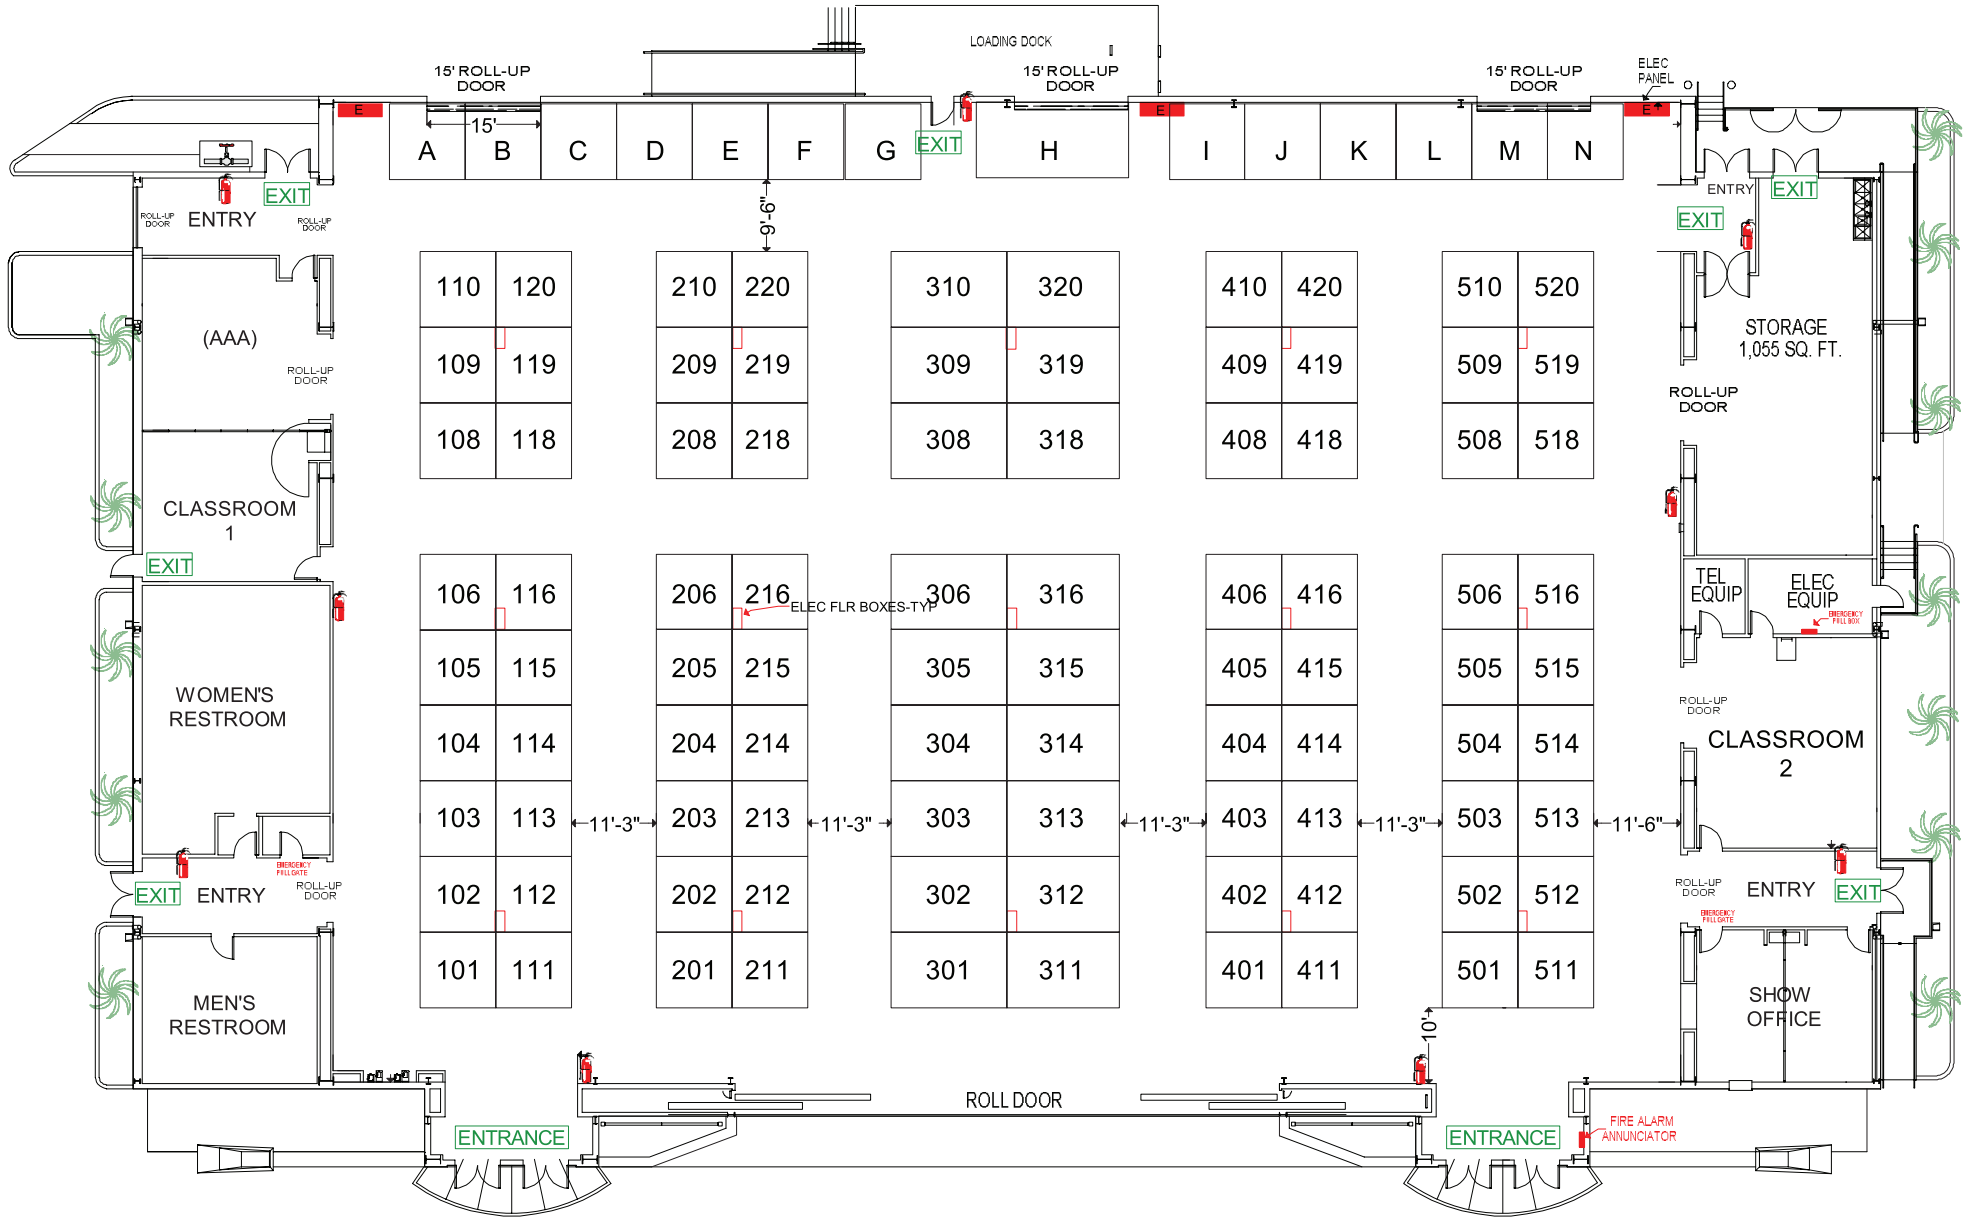 LOADING DOCK
15' ROLL-UP
DOOR
15' ROLL-UP
DOOR
15' ROLL-UP
DOOR
ELEC
PANEL
E
E
E
15'
A B C D E F G
EXIT
H
I J K L M N
EXIT
ENTRY
ROLL-UP
DOOR
ROLL-UP
DOOR
9'-6"
ENTRY
EXIT
EXIT
110 120 210 220 310 320 410 420 510 520
(AAA)
109 119 209 219 309 319 409 419 509 519
STORAGE
1,055 SQ. FT.
ROLL-UP
DOOR
ROLL-UP
DOOR
108 118 208 218 308 318 408 418 508 518
CLASSROOM
1
EXIT
106 116 206 216 306 316 406 416 506 516
ELEC FLR BOXES-TYP
TEL
EQUIP
ELEC
EQUIP
EMERGENCY
PULL BOX
105 115 205 215 305 315 405 415 505 515
WOMEN'S
RESTROOM
ROLL-UP
DOOR
104 114 204 214 304 314 404 414 504 514
CLASSROOM
2
103 113 11'-3" 203 213 11'-3" 303 313 11'-3" 403 413 11'-3" 503 513 11'-6"
EMERGENCY
PULL GATE
EXIT
ENTRY
ROLL-UP
DOOR
102 112 202 212 302 312 402 412 502 512
ROLL-UP
DOOR
ENTRY
EXIT
EMERGENCY
PULL GATE
101 111 201 211 301 311 401 411 501 511
MEN'S
RESTROOM
SHOW
OFFICE
10'
ROLL DOOR
ENTRANCE
ENTRANCE
FIRE ALARM
ANNUNCIATOR